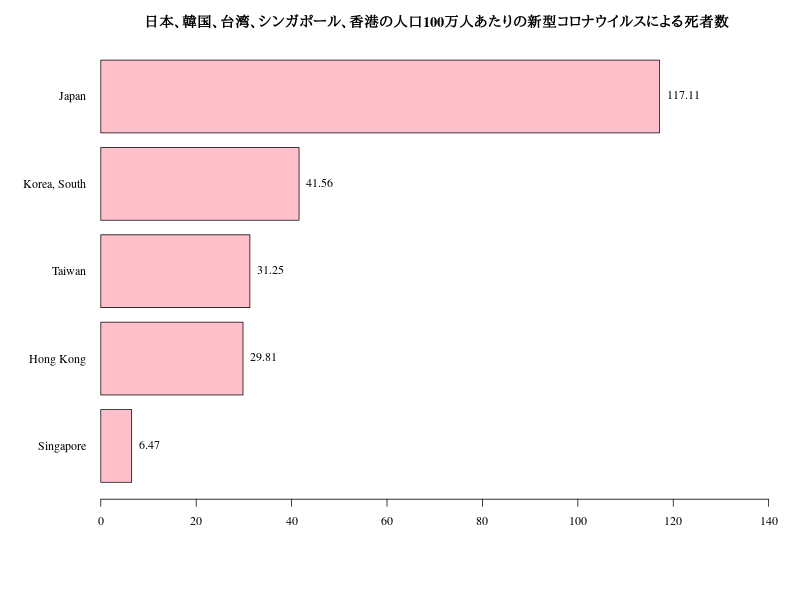 日本、韓国、台湾、シンガポール、香港の人口100万人あたりの新型コロナウイルスによる死者数
Japan 117.11
Korea, South 41.56
Taiwan 31.25
Hong Kong 29.81
Singapore 6.47
0 20 40 60 80 100 120 140